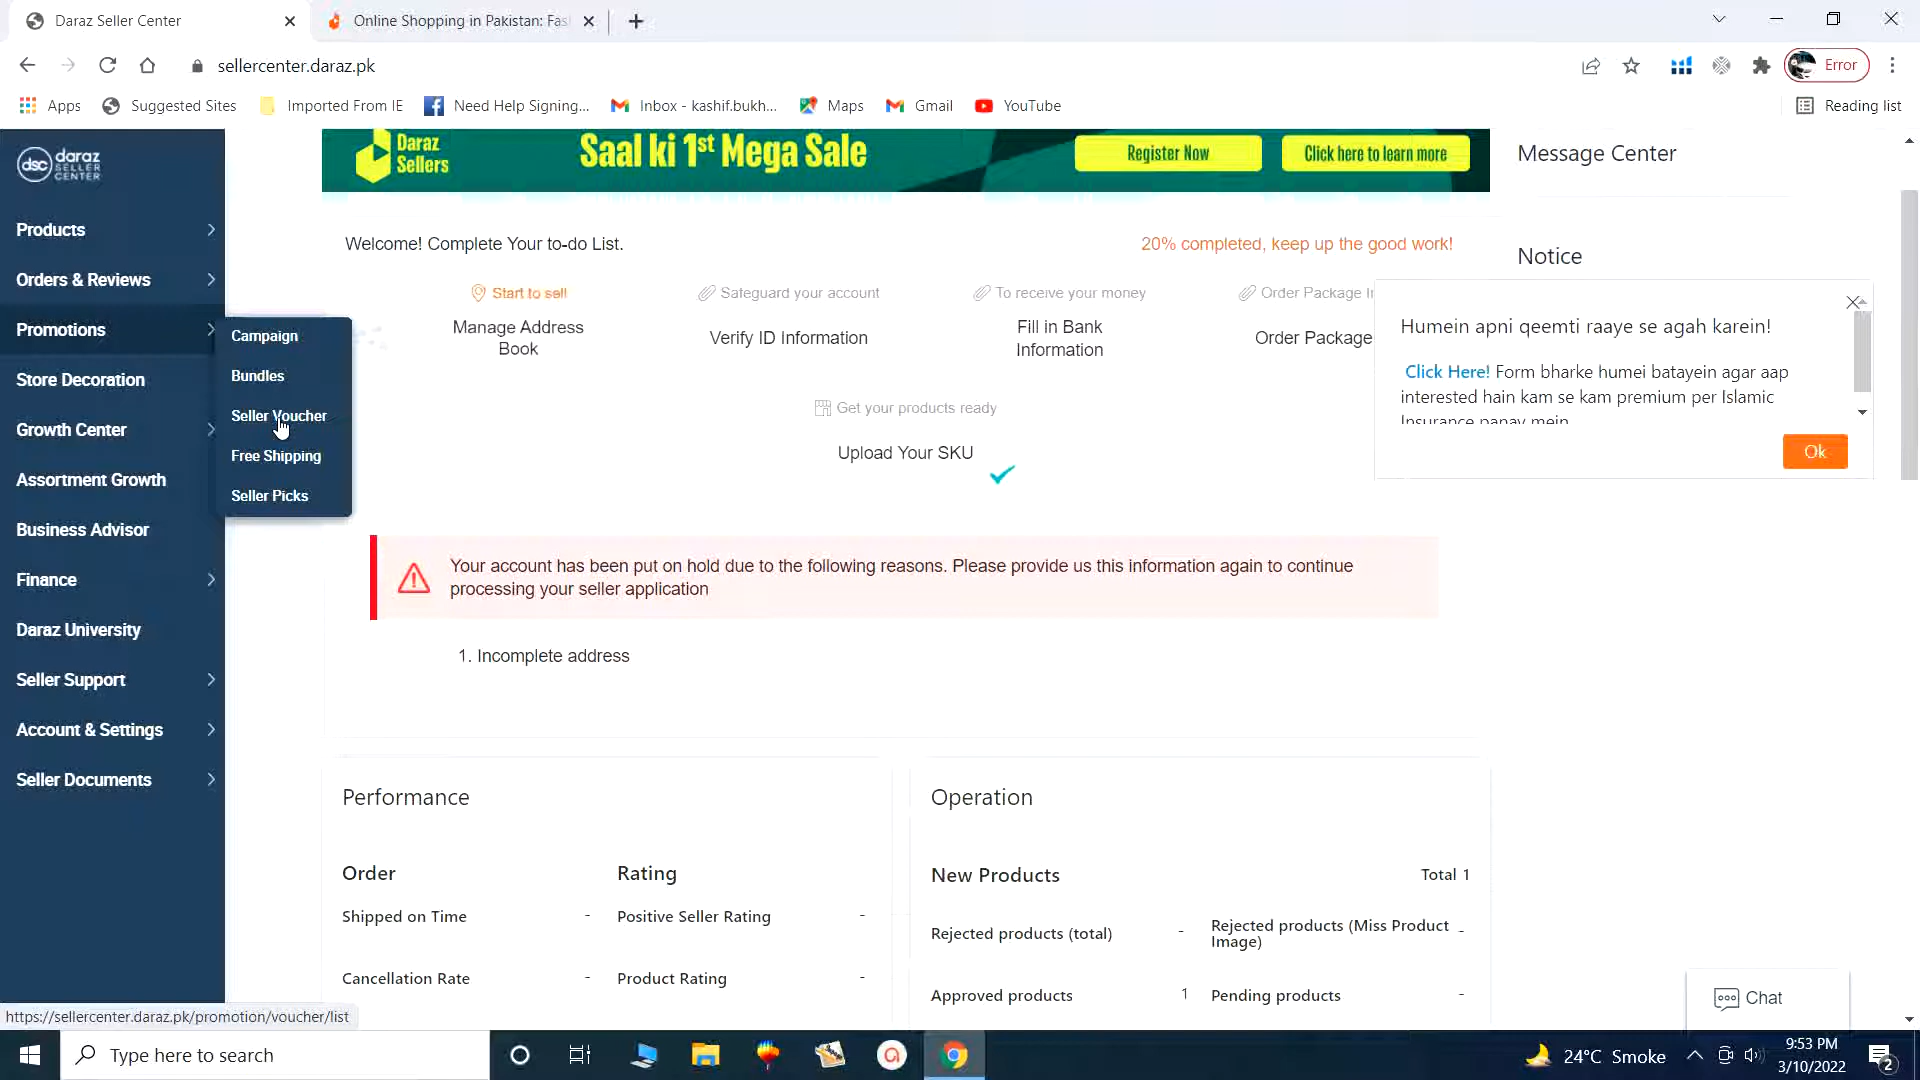 Daraz Seller Center
Online Shopping in Pakistan: Fas
sellercenter.daraz.pk
Error
Apps
Suggested Sites
Imported From IE
Need Help Signing...
Inbox - kashif.bukh...
Maps
Gmail
YouTube
Reading list
dsc daraz
SELLER
CENTER
Products
Orders & Reviews
Promotions
Store Decoration
Growth Center
Assortment Growth
Business Advisor
Finance
Daraz University
Seller Support
Account & Settings
Seller Documents
Campaign
Bundles
Seller Voucher
Free Shipping
Seller Picks
Daraz
Sellers
Saal ki 1st Mega Sale
Register Now
Click here to learn more
Welcome! Complete Your to-do List.
20% completed, keep up the good work!
Start to sell
Manage Address
Book
Safeguard your account
Verify ID Information
To receive your money
Fill in Bank
Information
Order Package
Order Package
Get your products ready
Upload Your SKU
Your account has been put on hold due to the following reasons. Please provide us this information again to continue
processing your seller application
1. Incomplete address
Performance
Order
Shipped on Time -
Cancellation Rate -
Rating
Positive Seller Rating -
Product Rating -
Operation
New Products
Total 1
Rejected products (total) -
Rejected products (Miss Product
Image) -
Approved products 1
Pending products -
Message Center
Notice
Humein apni qeemti raaye se agah karein!
Click Here! Form bharke humei batayein agar aap
interested hain kam se kam premium per Islamic
Insurance panay mein
Ok
Chat
https://sellercenter.daraz.pk/promotion/voucher/list
Type here to search
24°C Smoke
9:53 PM
3/10/2022
2